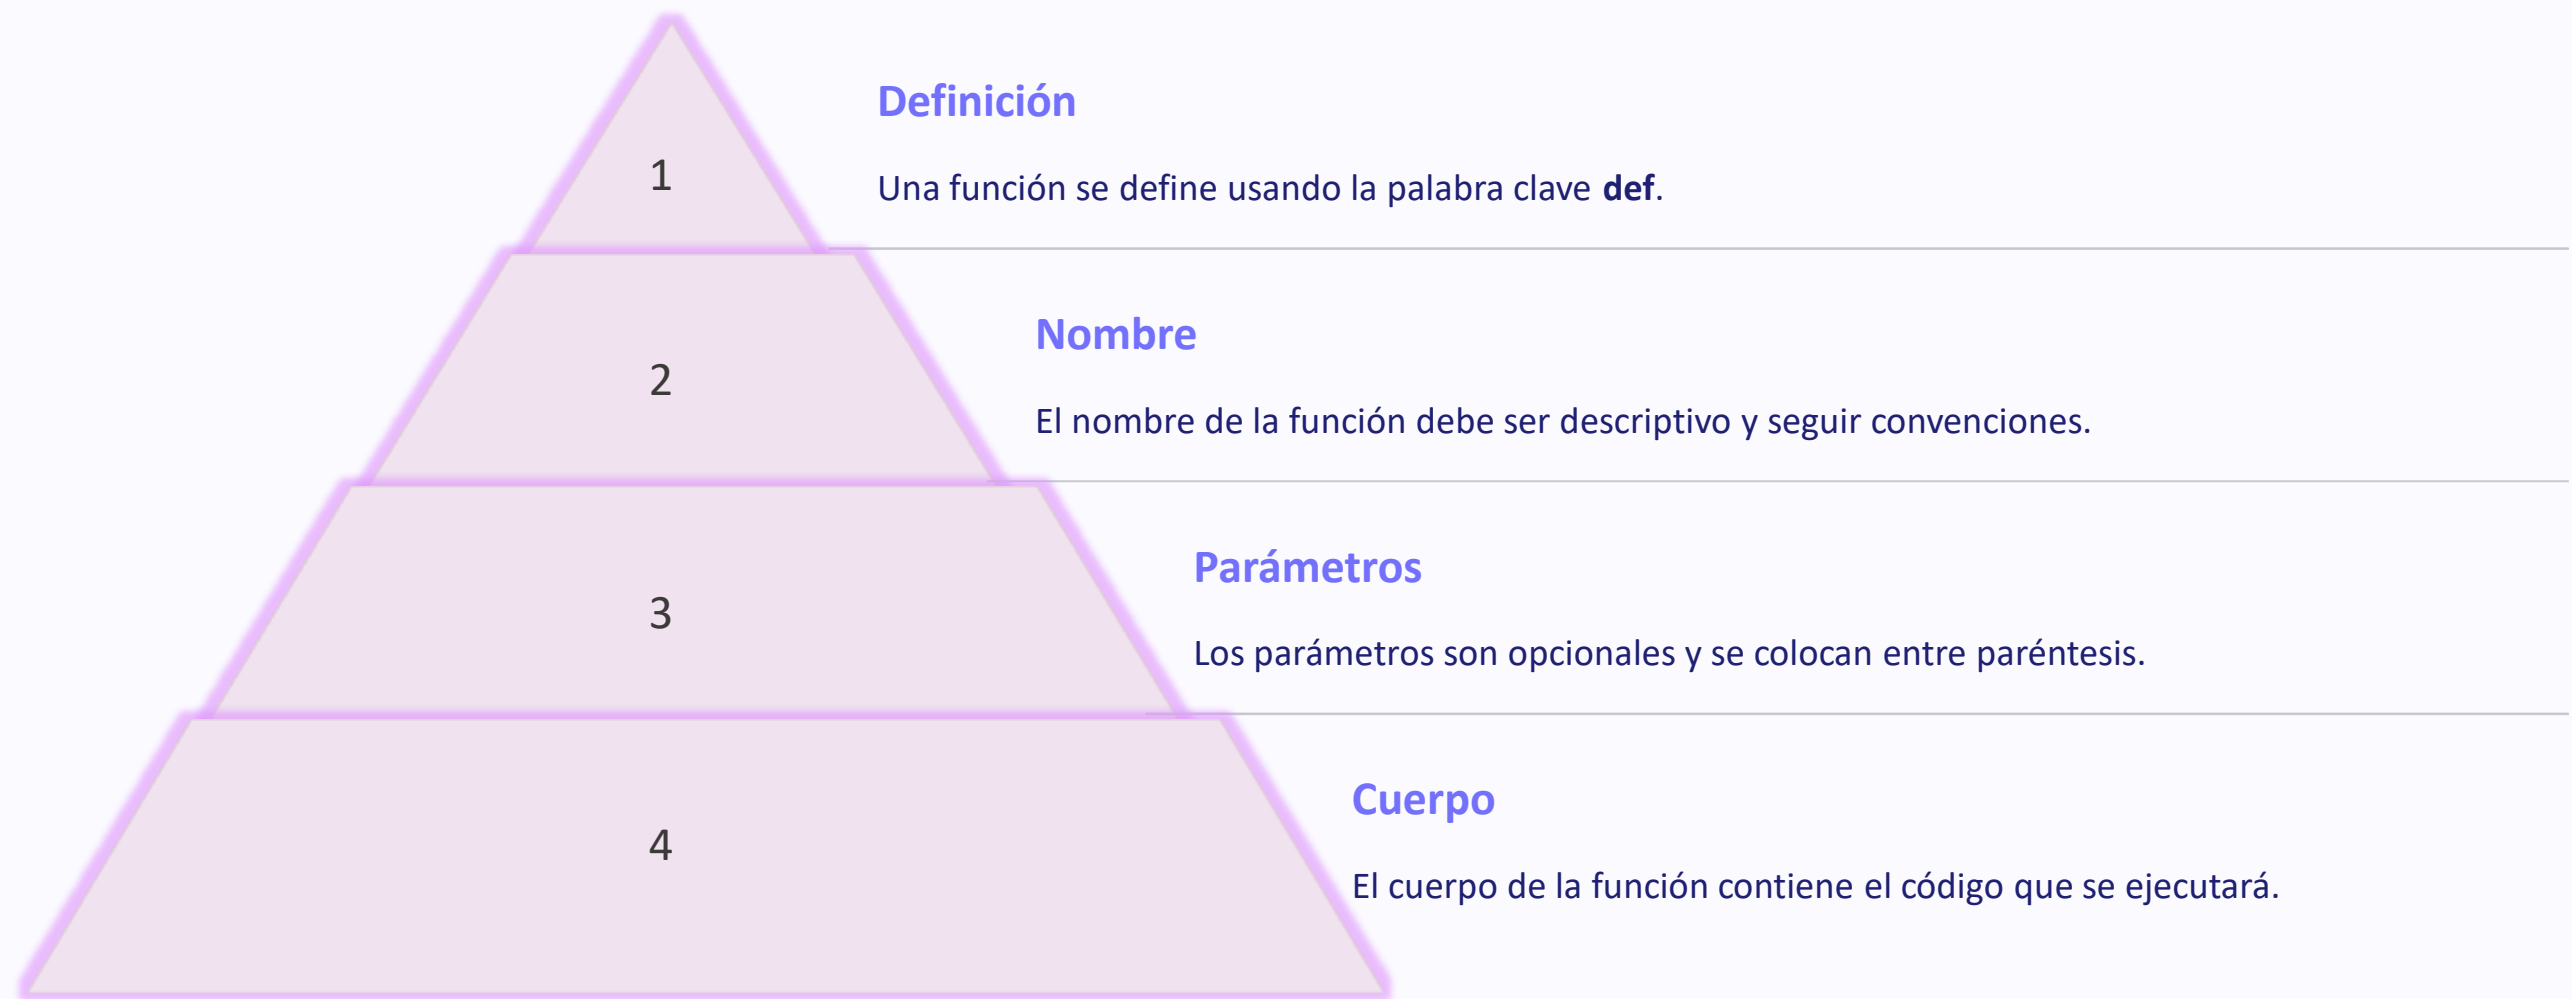 1
Definición
Una función se define usando la palabra clave def.
2
Nombre
El nombre de la función debe ser descriptivo y seguir convenciones.
3
Parámetros
Los parámetros son opcionales y se colocan entre paréntesis.
4
Cuerpo
El cuerpo de la función contiene el código que se ejecutará.